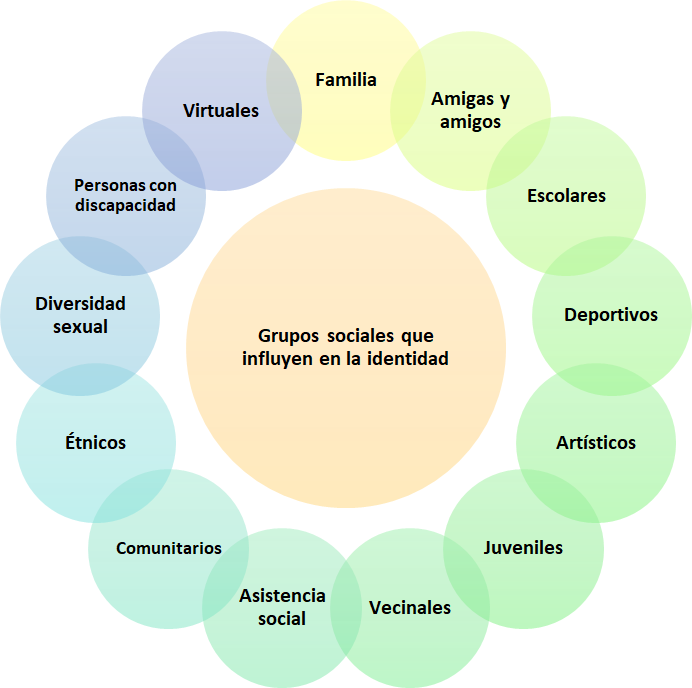 Familia
Amigas y
amigos
Escolares
Deportivos
Artísticos
Juveniles
Vecinales
Asistencia
social
Comunitarios
Étnicos
Diversidad
sexual
Personas con
discapacidad
Virtuales
Grupos sociales que
influyen en la identidad